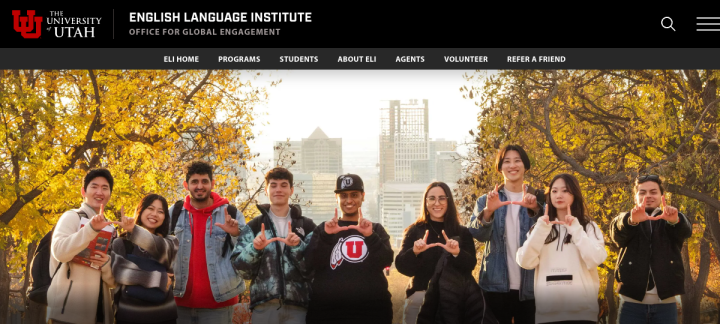 THE
UNIVERSITY
of UTAH
ENGLISH LANGUAGE INSTITUTE
OFFICE FOR GLOBAL ENGAGEMENT
ELI HOME PROGRAMS STUDENTS ABOUT ELI AGENTS VOLUNTEER REFER A FRIEND
U
U